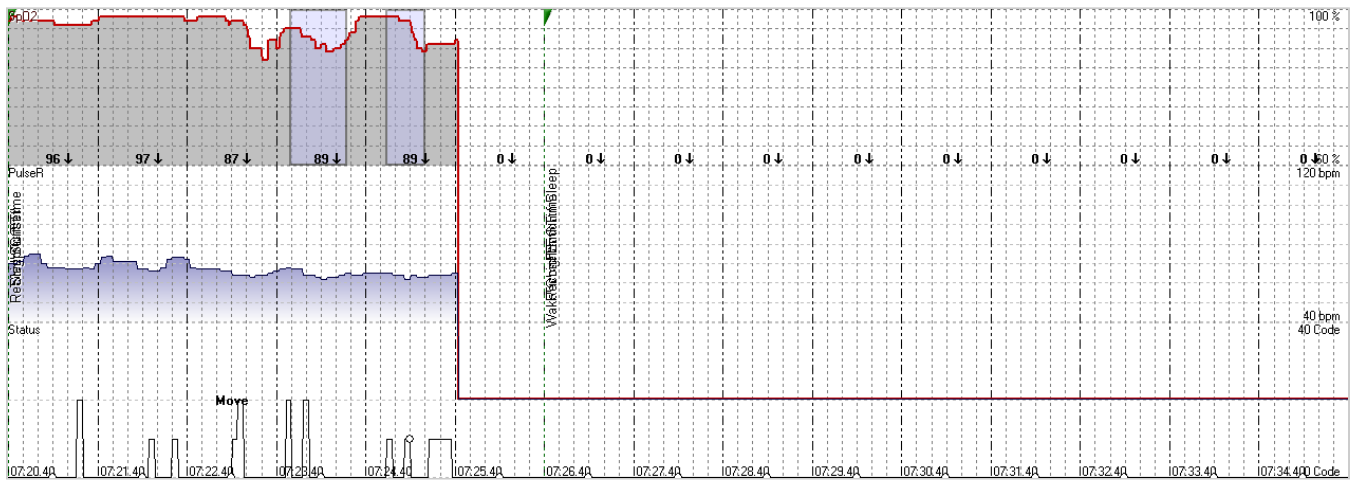 SpO2
100 %
96 97 87 89 89 0 0 0 0 0 0 0 0 0 0
60 %
PulseR
120 bpm
40 bpm
Status
40 Code
Move
07:20.40 07:21.40 07:22.40 07:23.40 07:24.40 07:25.40 07:26.40 07:27.40 07:28.40 07:29.40 07:30.40 07:31.40 07:32.40 07:33.40 07:34.40
0 Code